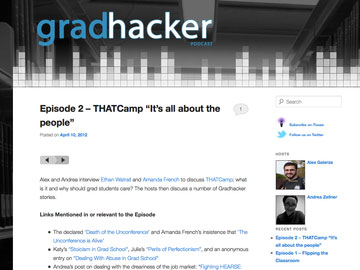 gradhacker
PODCAST
Episode 2 – THATCamp “It’s all about the
people”
1
Posted on April 10, 2012
Search
Subscribe on iTunes
Follow us on Twitter
HOSTS
Alex Galarza
Andrea Zellner
RECENT POSTS
Episode 2 – THATCamp “It’s all about the people”
Episode 1 – Flipping the Classroom
Alex and Andrea interview Ethan Watrall and Amanda French to discuss THATCamp; what
is it and why should grad students care? The hosts then discuss a number of Gradhacker
stories.
Links Mentioned in or relevant to the Episode
The declared ‘Death of the Unconference’ and Amanda French’s insistence that ‘The
Unconference is Alive’
Katy’s “Stoicism in Grad School”, Julie’s “Perils of Perfectionism”, and an anonymous
entry on “Dealing With Abuse in Grad School”
Andrea’s post on dealing with the dreariness of the job market: “Fighting HEARSE: